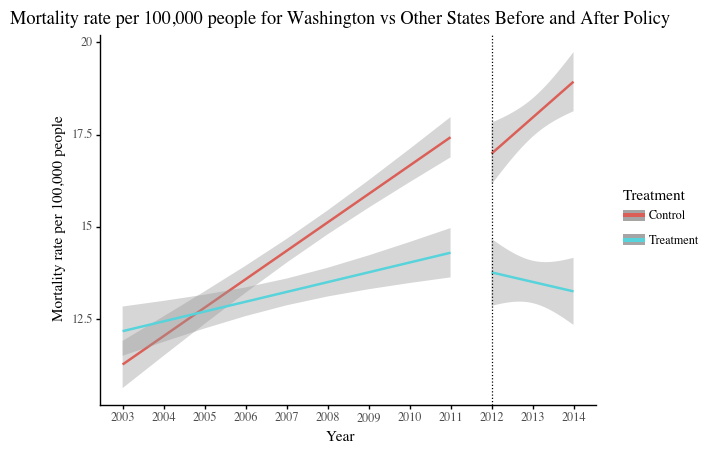 Mortality rate per 100,000 people for Washington vs Other States Before and After Policy
20
17.5
15
12.5
Mortality rate per 100,000 people
2003 2004 2005 2006 2007 2008 2009 2010 2011 2012 2013 2014
Year
Treatment
Control
Treatment